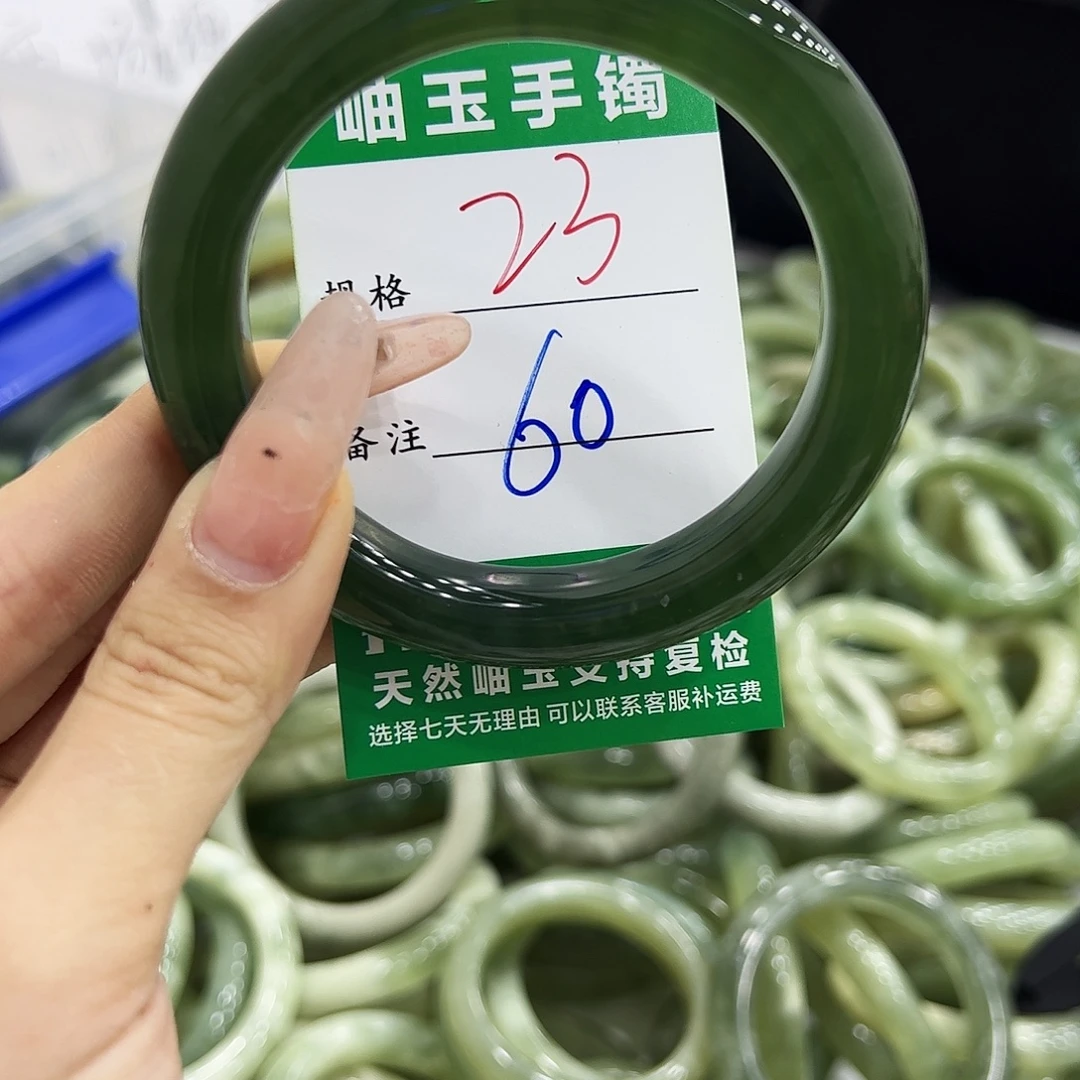 岫玉手镯
规格 23
备注 60
天然岫玉支持复检
选择七天无理由 可以联系客服补运费